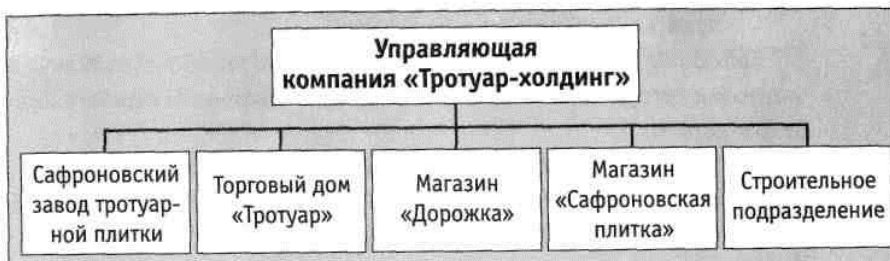 Управляющая
компания «Тротуар-холдинг»
Сафроновский
завод тротуар-
ной плитки
Торговый дом
«Тротуар»
Магазин
«Дорожка»
Магазин
«Сафроновская
плитка»
Строительное
подразделение